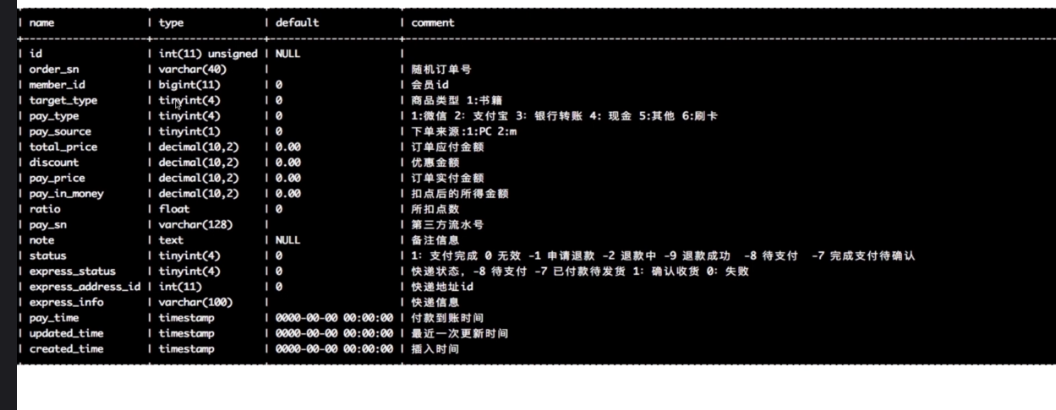 | name | type | default | comment
| id | int(11) unsigned | NULL |
| order_sn | varchar(40) | | 随机订单号
| member_id | bigint(11) | 0 | 会员id
| target_type | tinyint(4) | 0 | 商品类型 1:书籍
| pay_type | tinyint(4) | 0 | 1:微信 2: 支付宝 3: 银行转账 4: 现金 5:其他 6:刷卡
| pay_source | tinyint(1) | 0 | 下单来源:1:PC 2:m
| total_price | decimal(10,2) | 0.00 | 订单应付金额
| discount | decimal(10,2) | 0.00 | 优惠金额
| pay_price | decimal(10,2) | 0.00 | 订单实付金额
| pay_in_money | decimal(10,2) | 0.00 | 扣点后的所得金额
| ratio | float | 0 | 所扣点数
| pay_sn | varchar(128) | | 第三方流水号
| note | text | NULL | 备注信息
| status | tinyint(4) | 0 | 1: 支付完成 0 无效 -1 申请退款 -2 退款中 -9 退款成功 -8 待支付 -7 完成支付待确认
| express_status | tinyint(4) | 0 | 快递状态, -8 待支付 -7 已付款待发货 1: 确认收货 0: 失败
| express_address_id | int(11) | 0 | 快递地址id
| express_info | varchar(100) | | 快递信息
| pay_time | timestamp | 0000-00-00 00:00:00 | 付款到账时间
| updated_time | timestamp | 0000-00-00 00:00:00 | 最近一次更新时间
| created_time | timestamp | 0000-00-00 00:00:00 | 插入时间